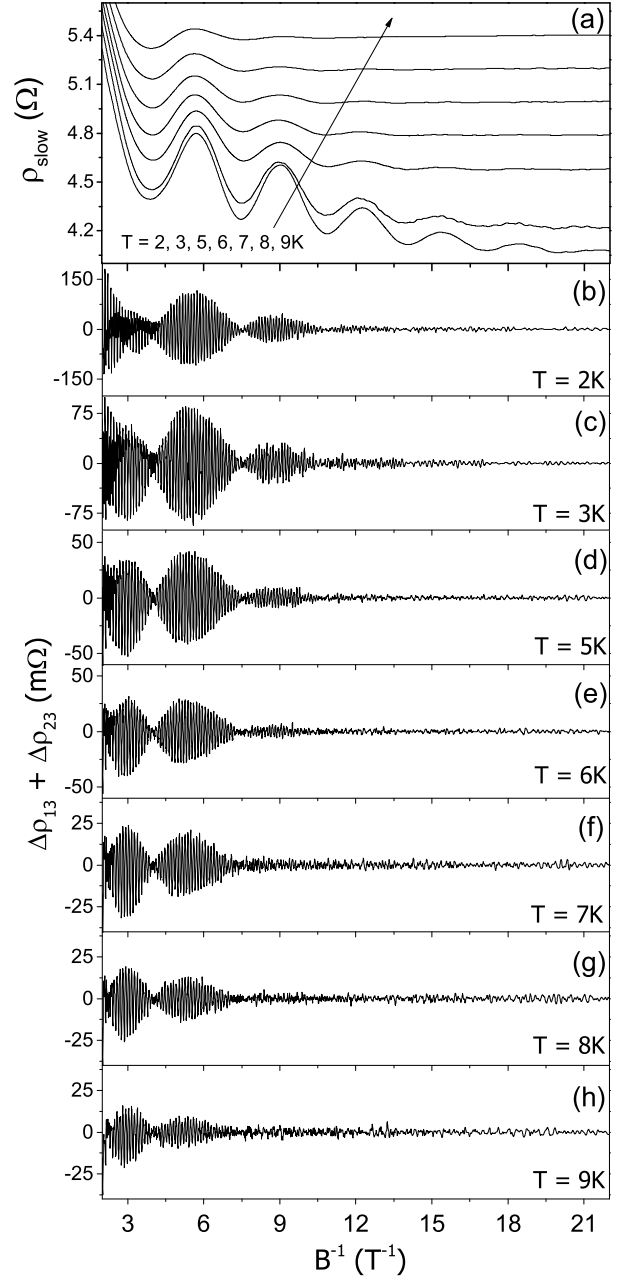 (a)
5.4
5.1
4.8
4.5
4.2
ρslow (Ω)
T = 2, 3, 5, 6, 7, 8, 9K
(b)
150
0
-150
T = 2K
(c)
75
0
-75
T = 3K
(d)
50
0
-50
T = 5K
(e)
50
0
-50
T = 6K
Δρ13 + Δρ23 (mΩ)
(f)
25
0
-25
T = 7K
(g)
25
0
-25
T = 8K
(h)
25
0
-25
T = 9K
3 6 9 12 15 18 21
B-1 (T-1)